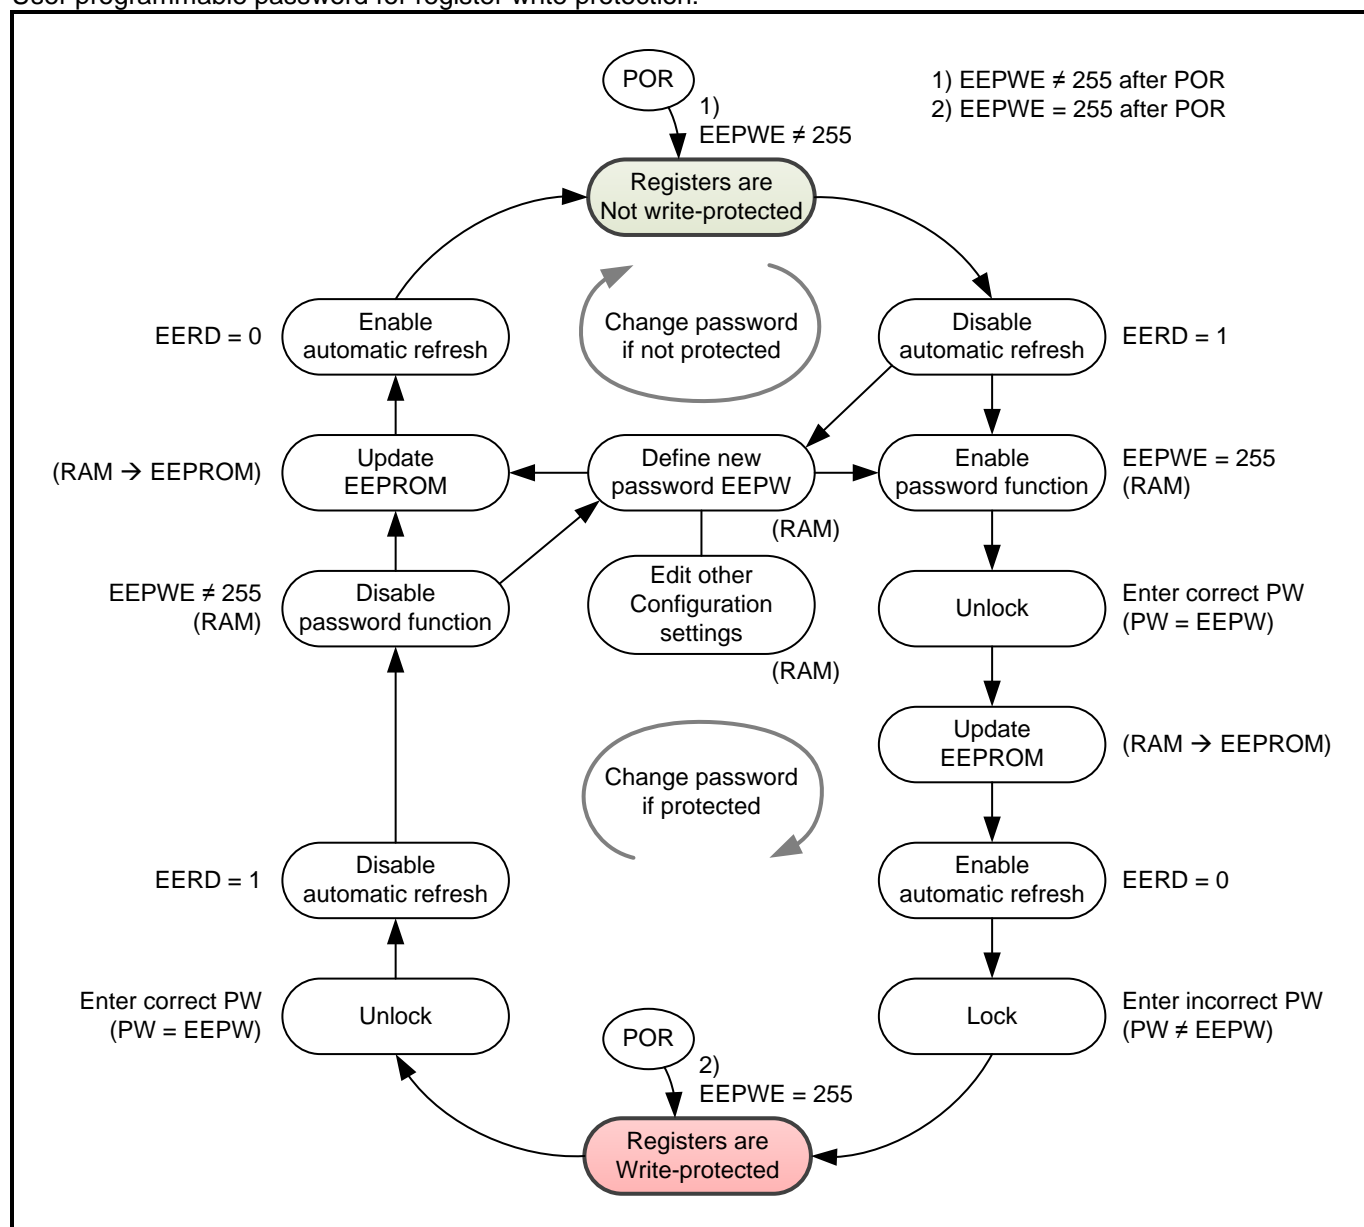 User programmable password for register write protection.
POR
1)
EEPWE ≠ 255
1) EEPWE ≠ 255 after POR
2) EEPWE = 255 after POR
Registers are
Not write-protected
EERD = 0
Enable
automatic refresh
Change password
if not protected
Disable
automatic refresh
EERD = 1
(RAM → EEPROM)
Update
EEPROM
Define new
password EEPW
(RAM)
Enable
password function
EEPWE = 255
(RAM)
EEPWE ≠ 255
(RAM)
Disable
password function
Edit other
Configuration
settings
(RAM)
Unlock
Enter correct PW
(PW = EEPW)
Update
EEPROM
(RAM → EEPROM)
Change password
if protected
EERD = 1
Disable
automatic refresh
Enable
automatic refresh
EERD = 0
Enter correct PW
(PW = EEPW)
Unlock
Lock
Enter incorrect PW
(PW ≠ EEPW)
POR
2)
EEPWE = 255
Registers are
Write-protected